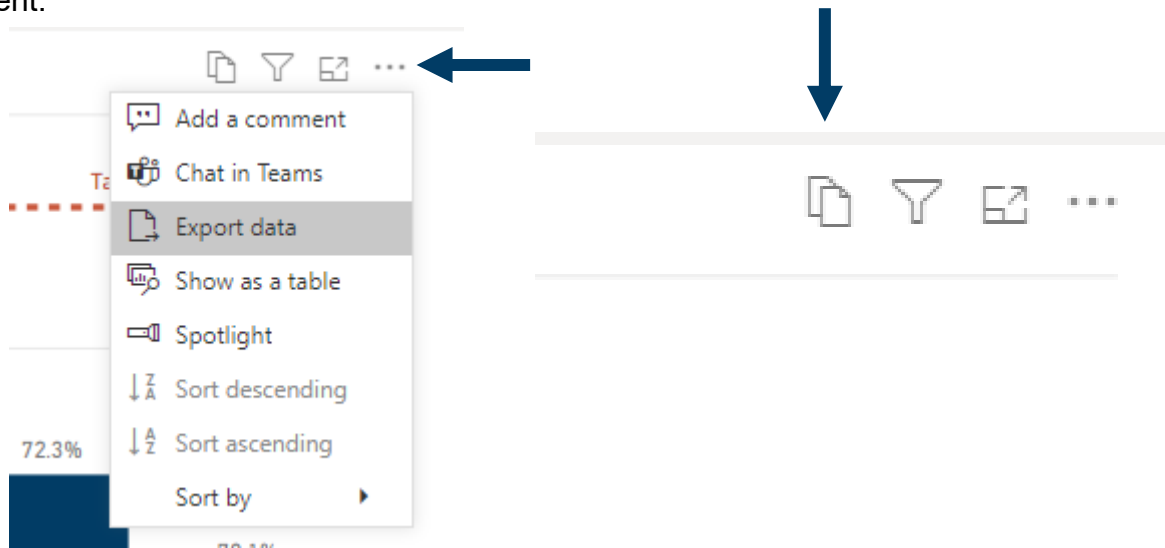 Add a comment
Ta
Chat in Teams
Export data
Show as a table
Spotlight
Sort descending
72.3%
Sort ascending
Sort by